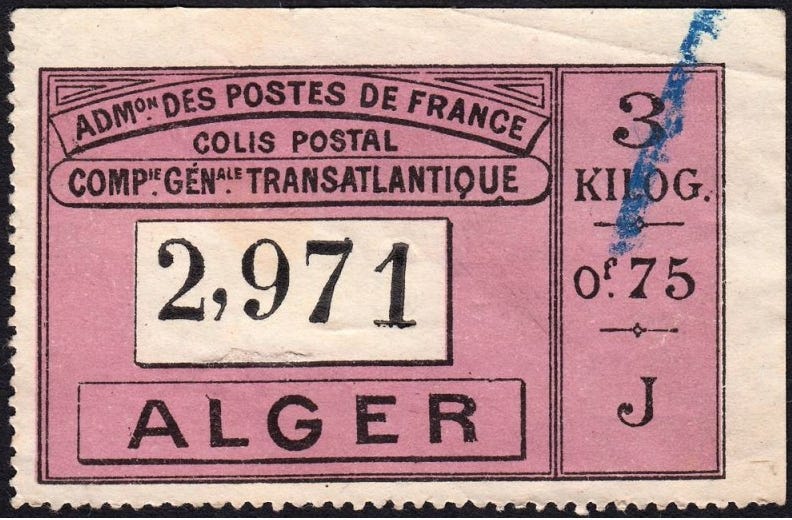 ADMon. DES POSTES DE FRANCE
COLIS POSTAL
COMPIE. GÉNALE. TRANSATLANTIQUE
2,971
ALGER
3
KILOG.
0f.75
J